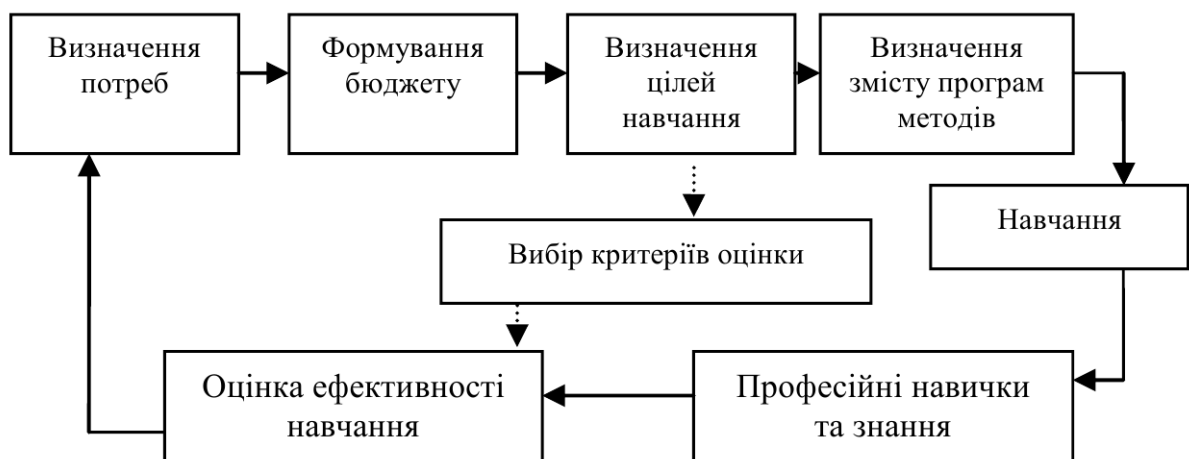 Визначення
потреб
Формування
бюджету
Визначення
цілей
навчання
Визначення
змісту програм
методів
Навчання
Вибір критеріїв оцінки
Оцінка ефективності
навчання
Професійні навички
та знання